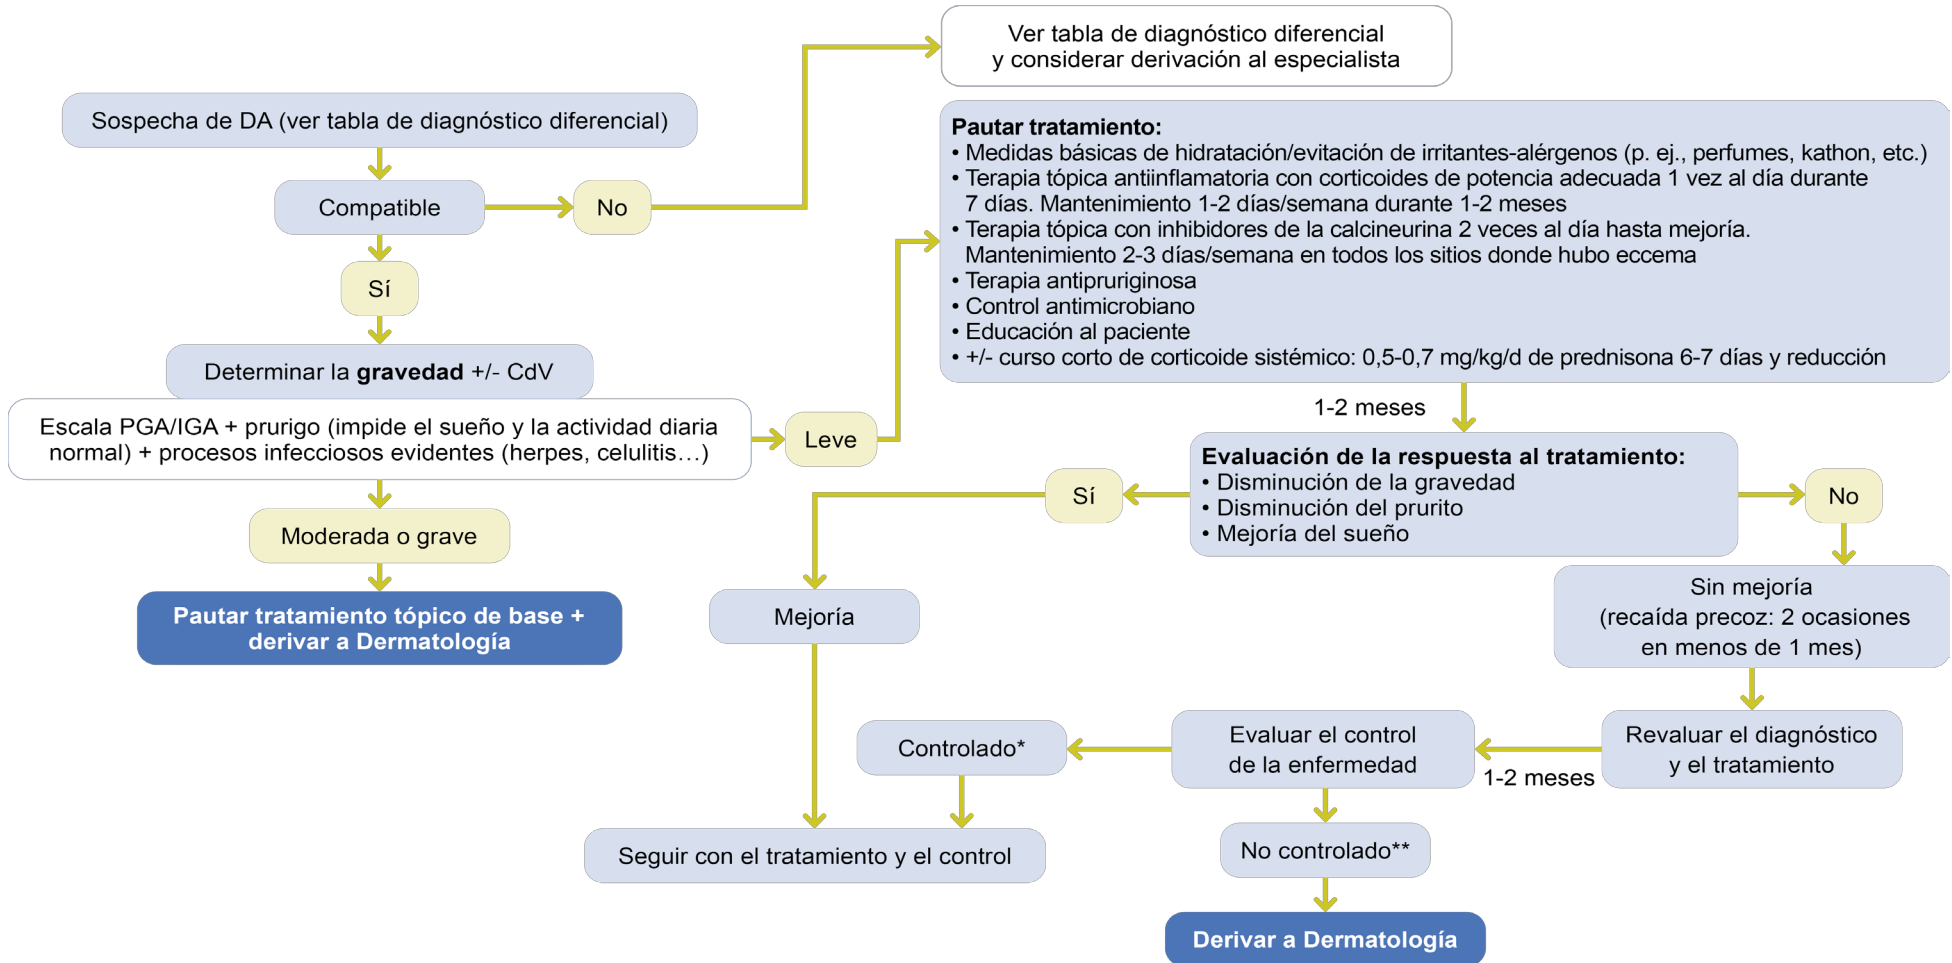 Ver tabla de diagnóstico diferencial
y considerar derivación al especialista
Sospecha de DA (ver tabla de diagnóstico diferencial)
Compatible
No
Sí
Determinar la gravedad +/- CdV
Escala PGA/IGA + prurigo (impide el sueño y la actividad diaria
normal) + procesos infecciosos evidentes (herpes, celulitis…)
Leve
Moderada o grave
Pautar tratamiento tópico de base +
derivar a Dermatología
Pautar tratamiento:
• Medidas básicas de hidratación/evitación de irritantes-alérgenos (p. ej., perfumes, kathon, etc.)
• Terapia tópica antiinflamatoria con corticoides de potencia adecuada 1 vez al día durante
7 días. Mantenimiento 1-2 días/semana durante 1-2 meses
• Terapia tópica con inhibidores de la calcineurina 2 veces al día hasta mejoría.
Mantenimiento 2-3 días/semana en todos los sitios donde hubo eccema
• Terapia antipruriginosa
• Control antimicrobiano
• Educación al paciente
• +/- curso corto de corticoide sistémico: 0,5-0,7 mg/kg/d de prednisona 6-7 días y reducción
1-2 meses
Evaluación de la respuesta al tratamiento:
• Disminución de la gravedad
• Disminución del prurito
• Mejoría del sueño
Sí
No
Mejoría
Sin mejoría
(recaída precoz: 2 ocasiones
en menos de 1 mes)
Revaluar el diagnóstico
y el tratamiento
1-2 meses
Evaluar el control
de la enfermedad
Controlado*
Seguir con el tratamiento y el control
No controlado**
Derivar a Dermatología